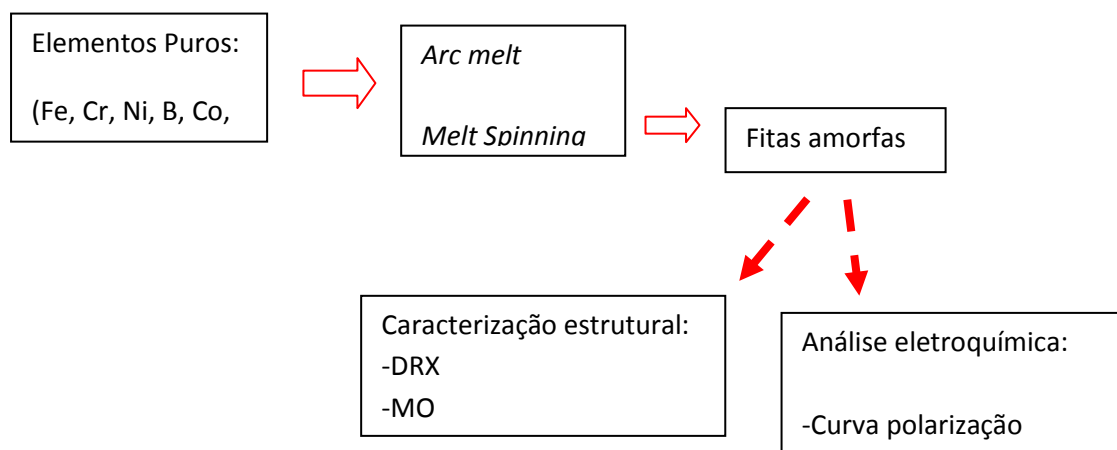 Elementos Puros:
(Fe, Cr, Ni, B, Co,
Arc melt
Melt Spinning
Fitas amorfas
Caracterização estrutural:
-DRX
-MO
Análise eletroquímica:
-Curva polarização